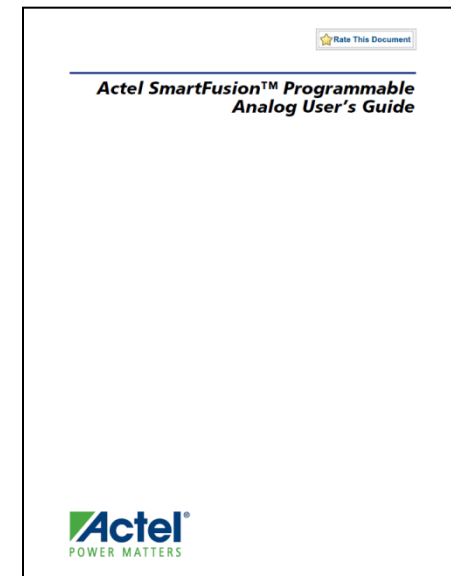 Rate This Document
Actel SmartFusion™ Programmable
Analog User's Guide
Actel®
POWER MATTERS